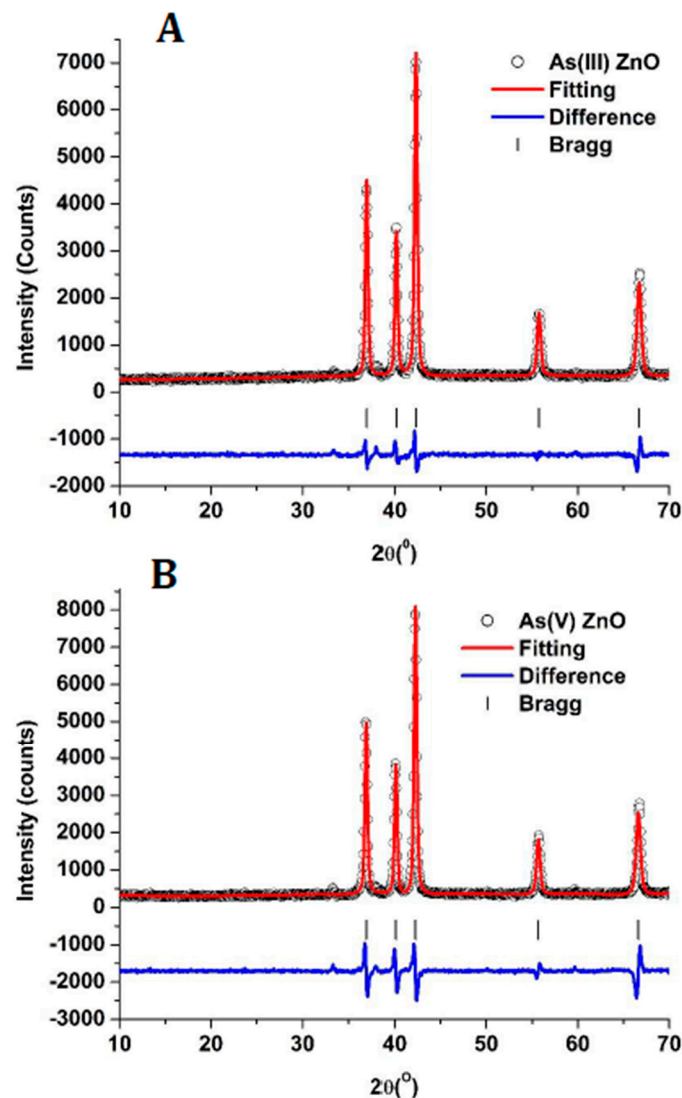 A
As(III) ZnO
Fitting
Difference
Bragg
7000
6000
5000
4000
3000
2000
1000
0
-1000
-2000
Intensity (Counts)
10 20 30 40 50 60 70
2θ(⁰)
B
As(V) ZnO
Fitting
Difference
Bragg
8000
7000
6000
5000
4000
3000
2000
1000
0
-1000
-2000
-3000
Intensity (counts)
10 20 30 40 50 60 70
2θ(ᴼ)